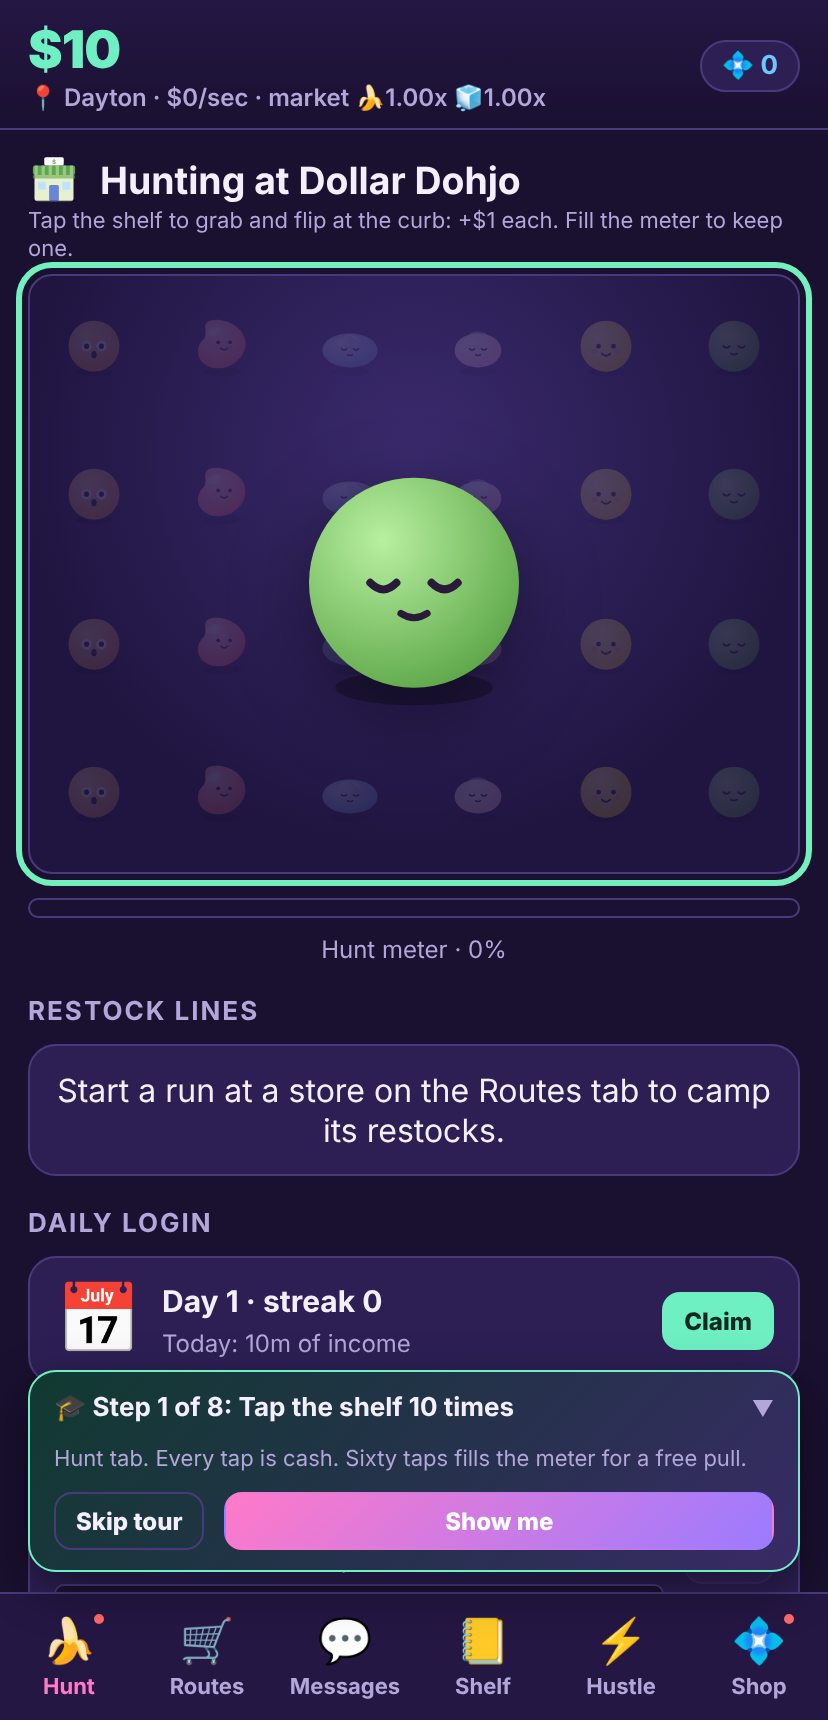 $10
Dayton · $0/sec · market 1.00x 1.00x
0
Hunting at Dollar Dohjo
Tap the shelf to grab and flip at the curb: +$1 each. Fill the meter to keep
one.
Hunt meter · 0%
RESTOCK LINES
Start a run at a store on the Routes tab to camp
its restocks.
DAILY LOGIN
July
17
Day 1 · streak 0
Today: 10m of income
Claim
Step 1 of 8: Tap the shelf 10 times
Hunt tab. Every tap is cash. Sixty taps fills the meter for a free pull.
Skip tour
Show me
Hunt
Routes
Messages
Shelf
Hustle
Shop